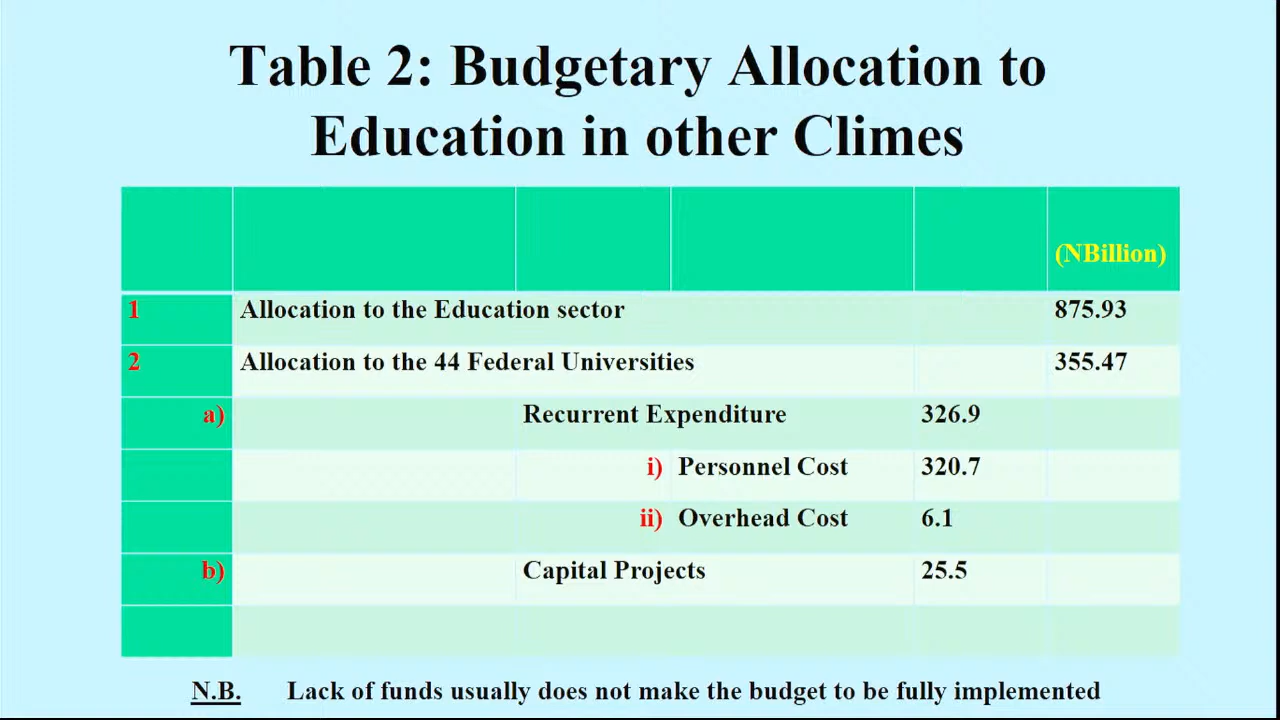 Table 2: Budgetary Allocation to
Education in other Climes
(NBillion)
1 Allocation to the Education sector 875.93
2 Allocation to the 44 Federal Universities 355.47
a) Recurrent Expenditure 326.9
i) Personnel Cost 320.7
ii) Overhead Cost 6.1
b) Capital Projects 25.5
N.B. Lack of funds usually does not make the budget to be fully implemented